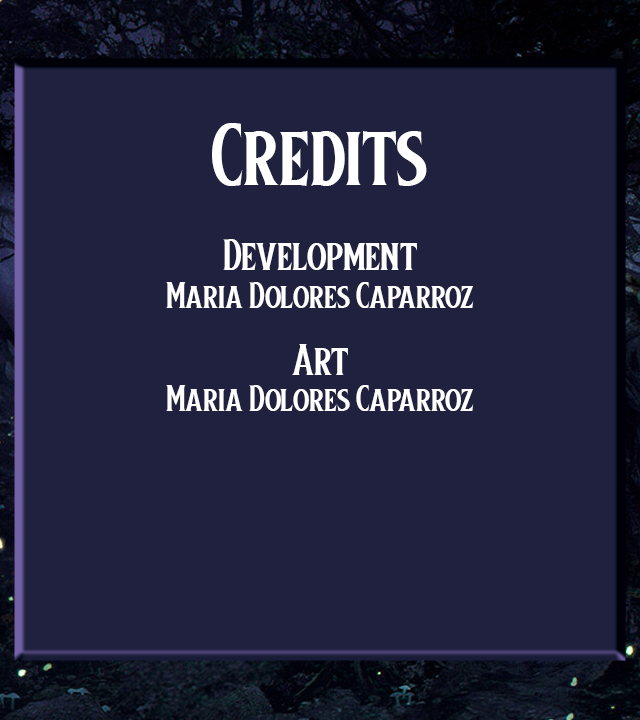 Credits
Development
Maria Dolores Caparroz
Art
Maria Dolores Caparroz